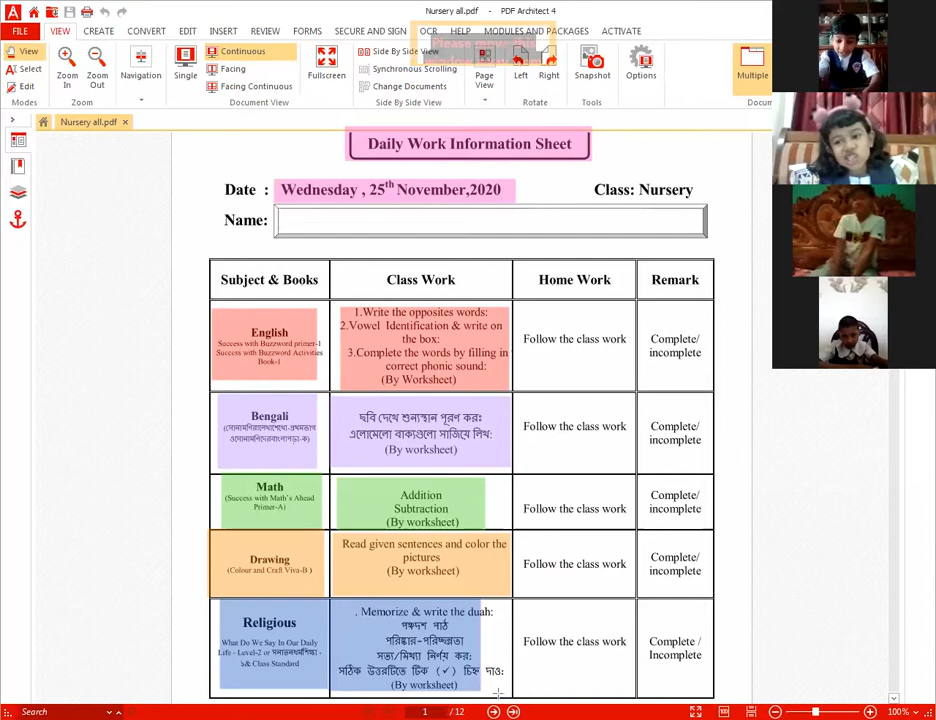 Nursery all.pdf - PDF Architect 4
FILE VIEW CREATE CONVERT EDIT INSERT REVIEW FORMS SECURE AND SIGN OCR HELP MODULES AND PACKAGES ACTIVATE
View
Select
Edit
Modes
Zoom In
Zoom Out
Zoom
Navigation
Single
Continuous
Facing
Facing Continuous
Document View
Fullscreen
Side By Side View
Synchronous Scrolling
Change Documents
Side By Side
Page View
Left
Right
Rotate
Snapshot
Tools
Options
Multiple
Nursery all.pdf ×
Daily Work Information Sheet
Date : Wednesday , 25th November,2020 Class: Nursery
Name:
Subject & Books Class Work Home Work Remark
English
Success with Buzzword primer-1
Success with Buzzword Activities
Book-1
1.Write the opposites words:
2.Vowel Identification & write on
the box:
3.Complete the words by filling in
correct phonic sound:
(By Worksheet)
Follow the class work
Complete/
incomplete
Bengali
ছবি দেখে শুন্যস্থান পূরণ করঃ
এলোমেলো বাক্যগুলো সাজিয়ে লিখ:
(By worksheet)
Follow the class work
Complete/
incomplete
Math
(Success with Math's Ahead
Primer-A)
Addition
Subtraction
(By worksheet)
Follow the class work
Complete/
incomplete
Drawing
(Colour and Craft Viva-B )
Read given sentences and color the
pictures
(By worksheet)
Follow the class work
Complete/
incomplete
Religious
What Do We Say In Our Daily
Life - Level-2 or সনাতনধর্মশিক্ষা -
১& Class Standard
. Memorize & write the duah:
পঞ্চদশ পাঠ
পরিষ্কার-পরিচ্ছন্নতা
সত্য/মিথ্যা নির্ণয় কর:
সঠিক উত্তরটিতে টিক (✓) চিহ্ন দাও:
(By worksheet)
Follow the class work
Complete /
Incomplete
Search 1 / 12 100%